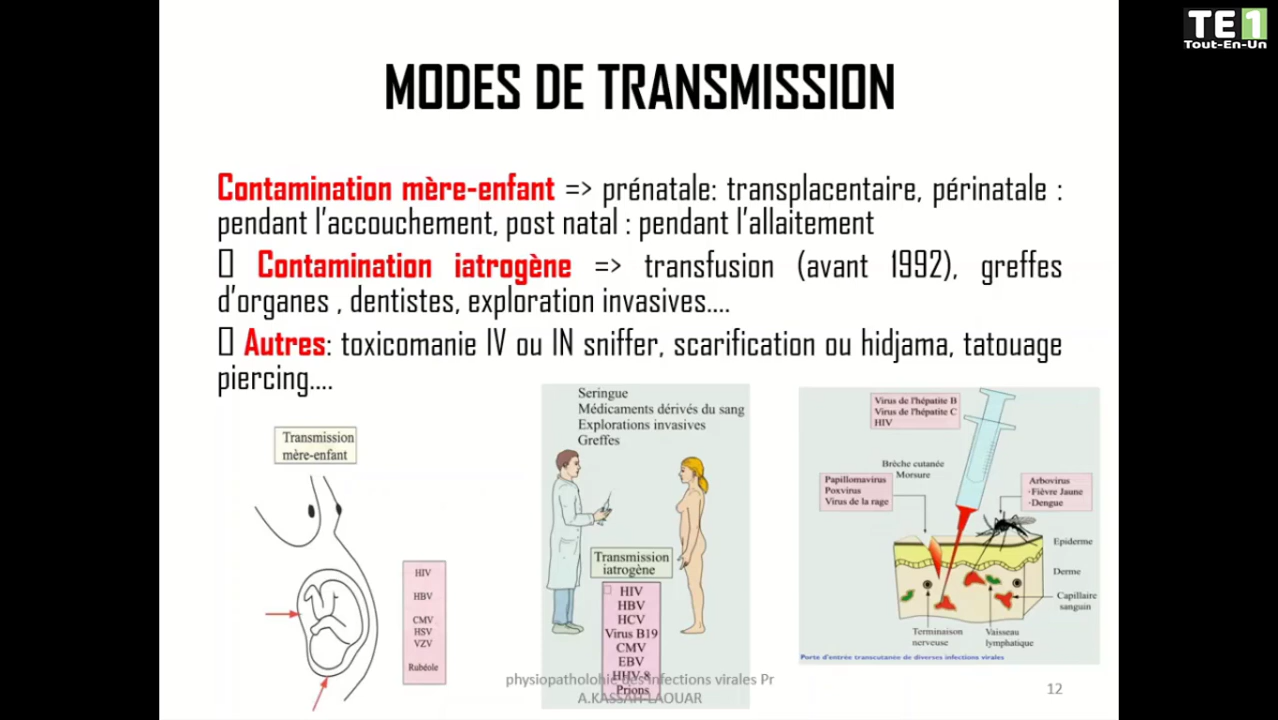 TE1
Tout-En-Un
MODES DE TRANSMISSION
Contamination mère-enfant => prénatale: transplacentaire, périnatale :
pendant l'accouchement, post natal : pendant l'allaitement
Contamination iatrogène => transfusion (avant 1992), greffes
d'organes , dentistes, exploration invasives....
Autres: toxicomanie IV ou IN sniffer, scarification ou hidjama, tatouage
piercing....
Transmission
mère-enfant
HIV
HBV
CMV
HSV
VZV
Rubéole
Seringue
Médicaments dérivés du sang
Explorations invasives
Greffes
Transmission
iatrogène
HIV
HBV
HCV
Virus B19
CMV
EBV
HHV-8
Prions
Virus de l'hépatite B
Virus de l'hépatite C
HIV
Brèche cutanée
Morsure
Papillomavirus
Poxvirus
Virus de la rage
Arbovirus
-Fièvre Jaune
-Dengue
Epiderme
Derme
Capillaire
sanguin
Terminaison
nerveuse
Vaisseau
lymphatique
Porte d'entrée transcutanée de diverses infections virales
physiopatholohie des infections virales Pr
A.KASSAH-LAOUAR
12